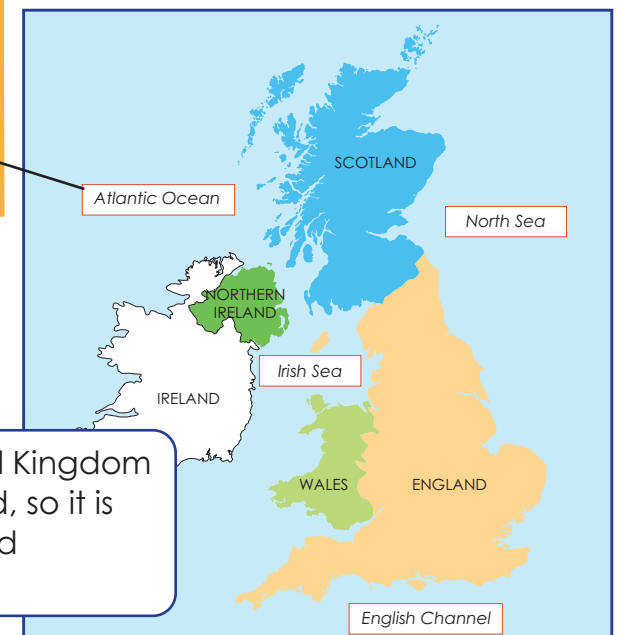 SCOTLAND
Atlantic Ocean
North Sea
NORTHERN
IRELAND
Irish Sea
IRELAND
Kingdom
, so it is
WALES
ENGLAND
English Channel